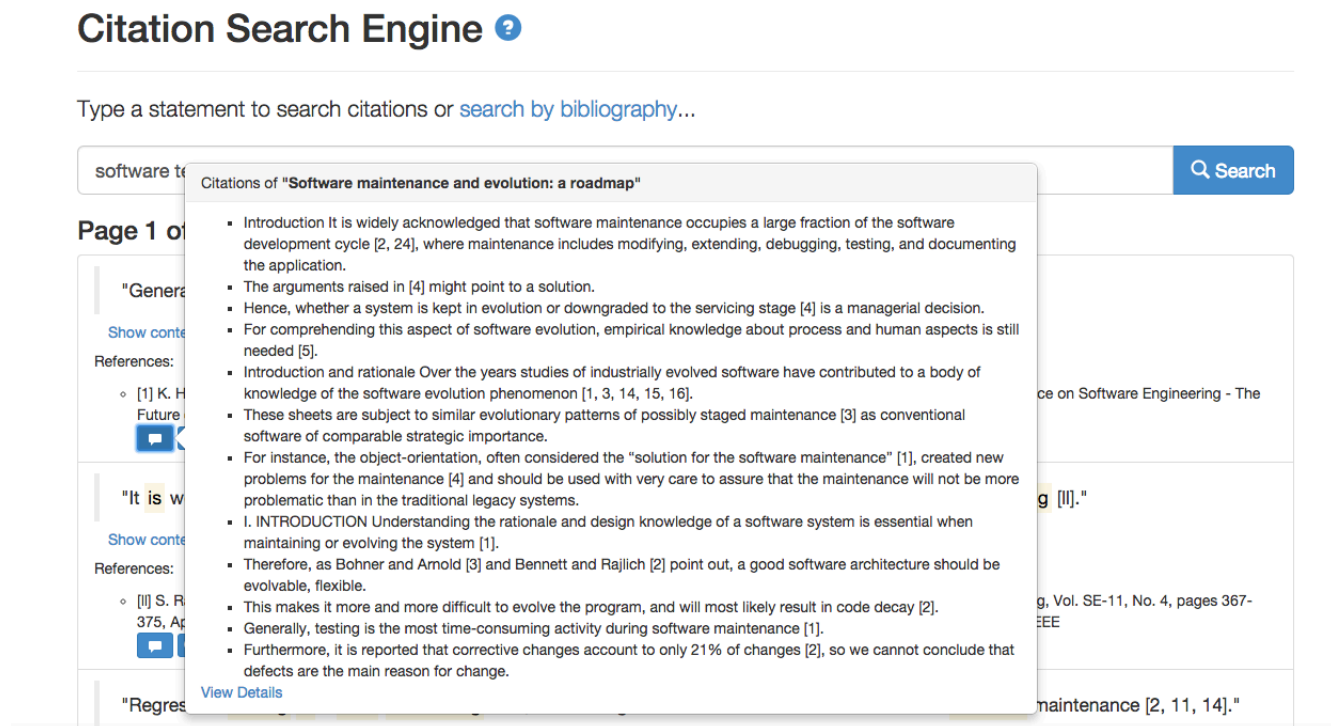 Citation Search Engine ?
Type a statement to search citations or search by bibliography...
software te
Search
Citations of "Software maintenance and evolution: a roadmap"
▪ Introduction It is widely acknowledged that software maintenance occupies a large fraction of the software
development cycle [2, 24], where maintenance includes modifying, extending, debugging, testing, and documenting
the application.
▪ The arguments raised in [4] might point to a solution.
▪ Hence, whether a system is kept in evolution or downgraded to the servicing stage [4] is a managerial decision.
▪ For comprehending this aspect of software evolution, empirical knowledge about process and human aspects is still
needed [5].
▪ Introduction and rationale Over the years studies of industrially evolved software have contributed to a body of
knowledge of the software evolution phenomenon [1, 3, 14, 15, 16].
▪ These sheets are subject to similar evolutionary patterns of possibly staged maintenance [3] as conventional
software of comparable strategic importance.
▪ For instance, the object-orientation, often considered the "solution for the software maintenance" [1], created new
problems for the maintenance [4] and should be used with very care to assure that the maintenance will not be more
problematic than in the traditional legacy systems.
▪ I. INTRODUCTION Understanding the rationale and design knowledge of a software system is essential when
maintaining or evolving the system [1].
▪ Therefore, as Bohner and Arnold [3] and Bennett and Rajlich [2] point out, a good software architecture should be
evolvable, flexible.
▪ This makes it more and more difficult to evolve the program, and will most likely result in code decay [2].
▪ Generally, testing is the most time-consuming activity during software maintenance [1].
▪ Furthermore, it is reported that corrective changes account to only 21% of changes [2], so we cannot conclude that
defects are the main reason for change.
View Details
Page 1 of
"Genera
Show conte
References:
[1] K. H
ce on Software Engineering - The
Future
"It is w
g [II]."
Show conte
References:
[II] S. R
g, Vol. SE-11, No. 4, pages 367-
375, Ap
EEE
"Regres
maintenance [2, 11, 14]."